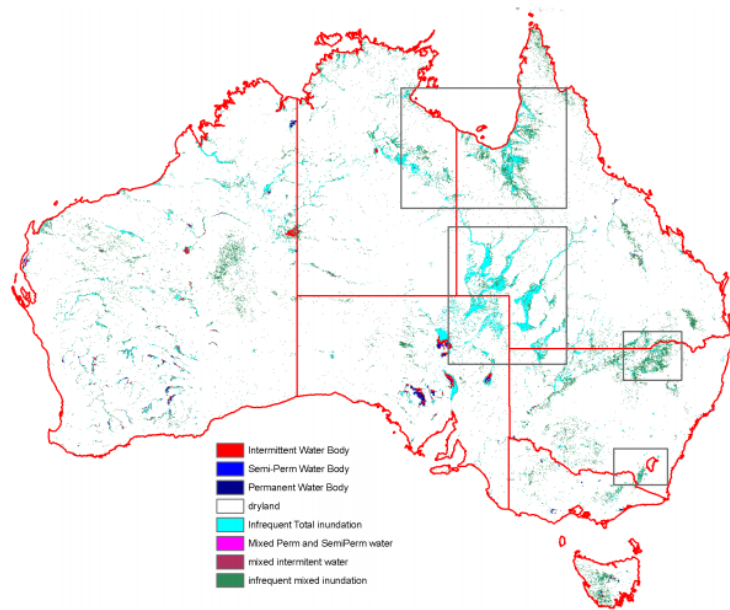 Intermittent Water Body
Semi-Perm Water Body
Permanent Water Body
dryland
Infrequent Total inundation
Mixed Perm and SemiPerm water
mixed intermitent water
infrequent mixed inundation